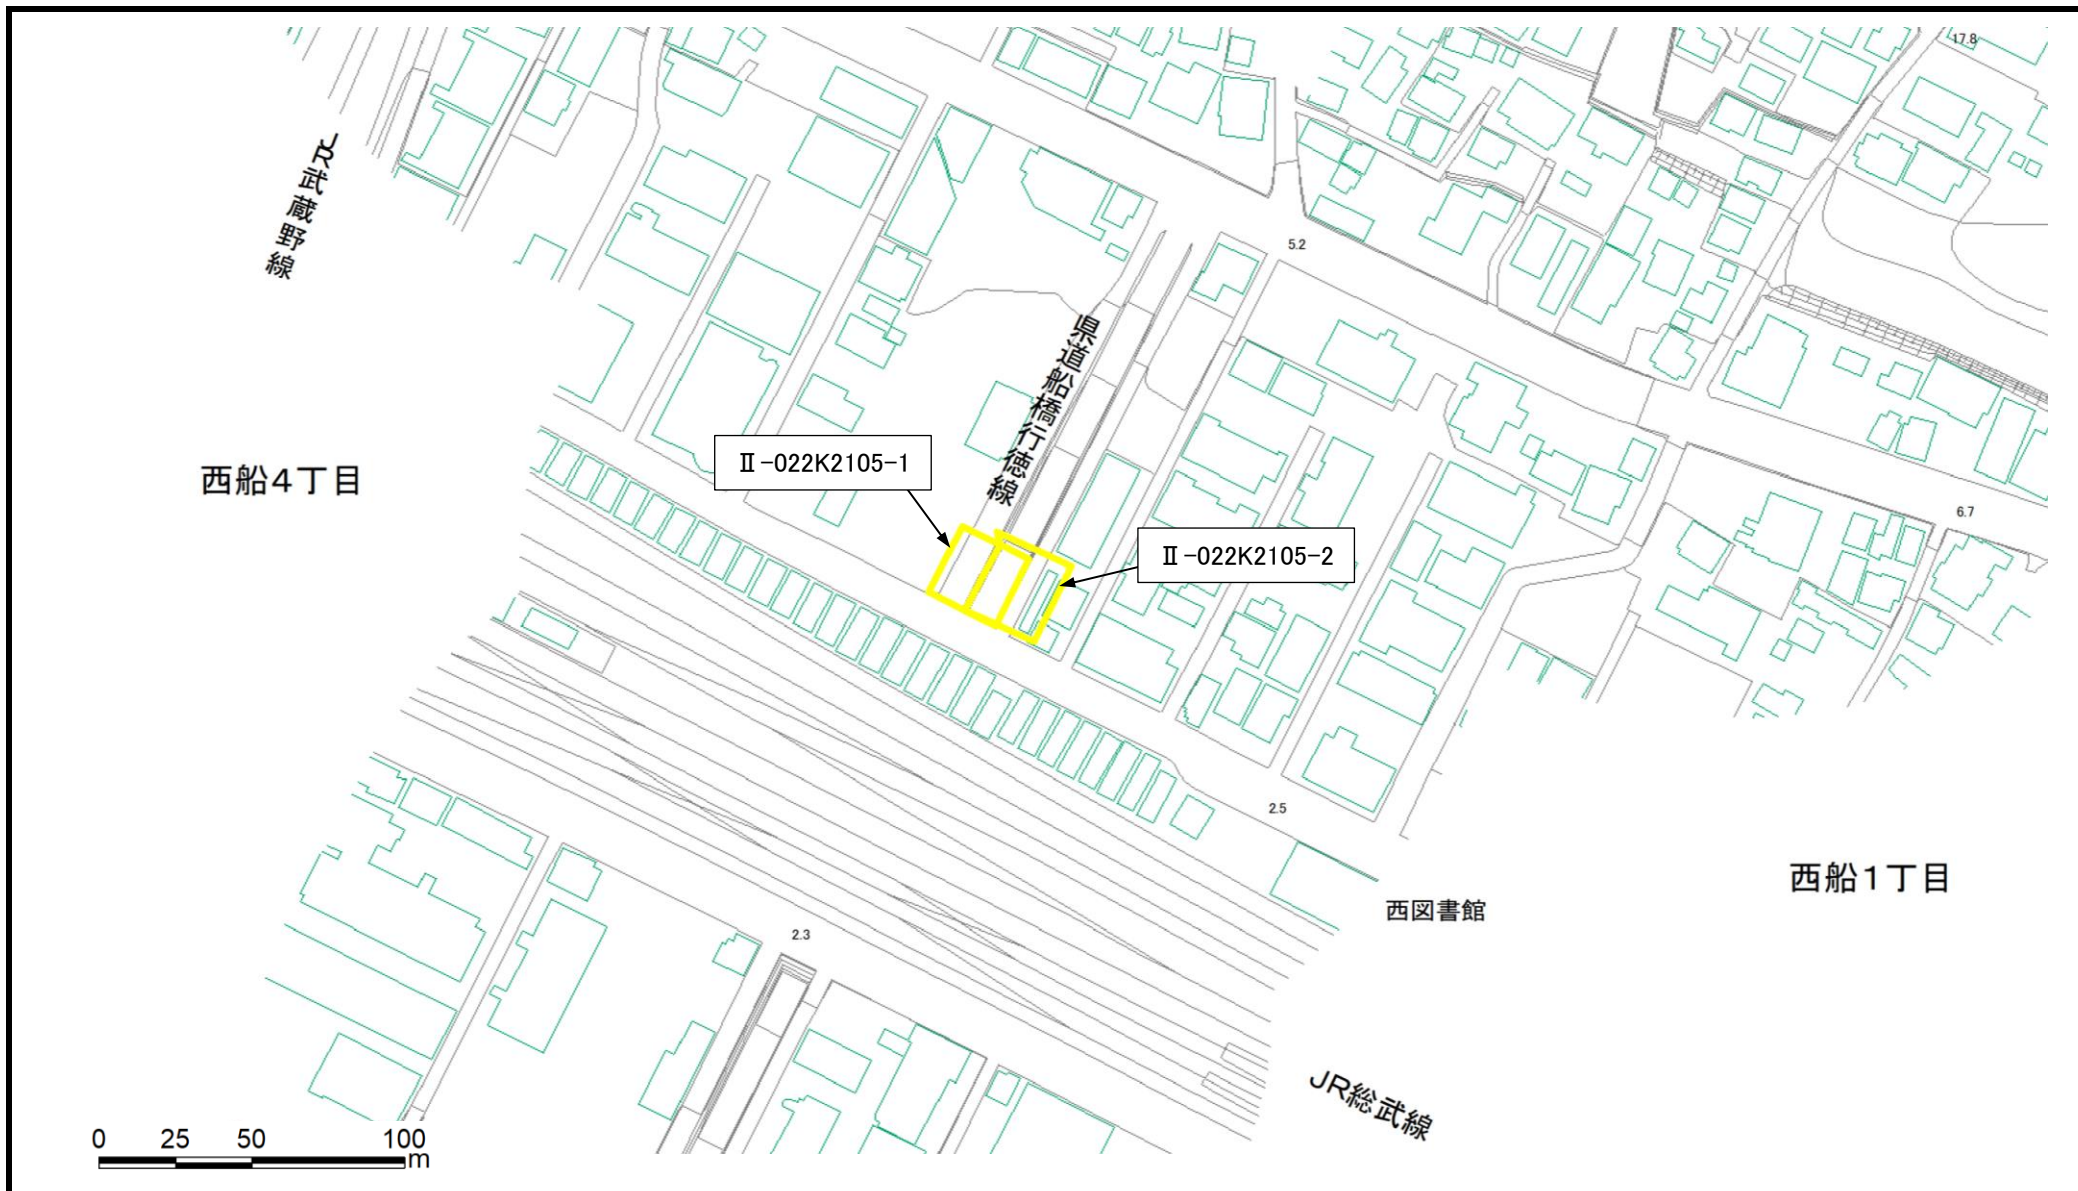 17.8
JR武蔵野線
5.2
県道船橋行徳線
Ⅱ-022K2105-1
西船4丁目
6.7
Ⅱ-022K2105-2
2.5
西船1丁目
西図書館
2.3
JR総武線
0 25 50 100
m